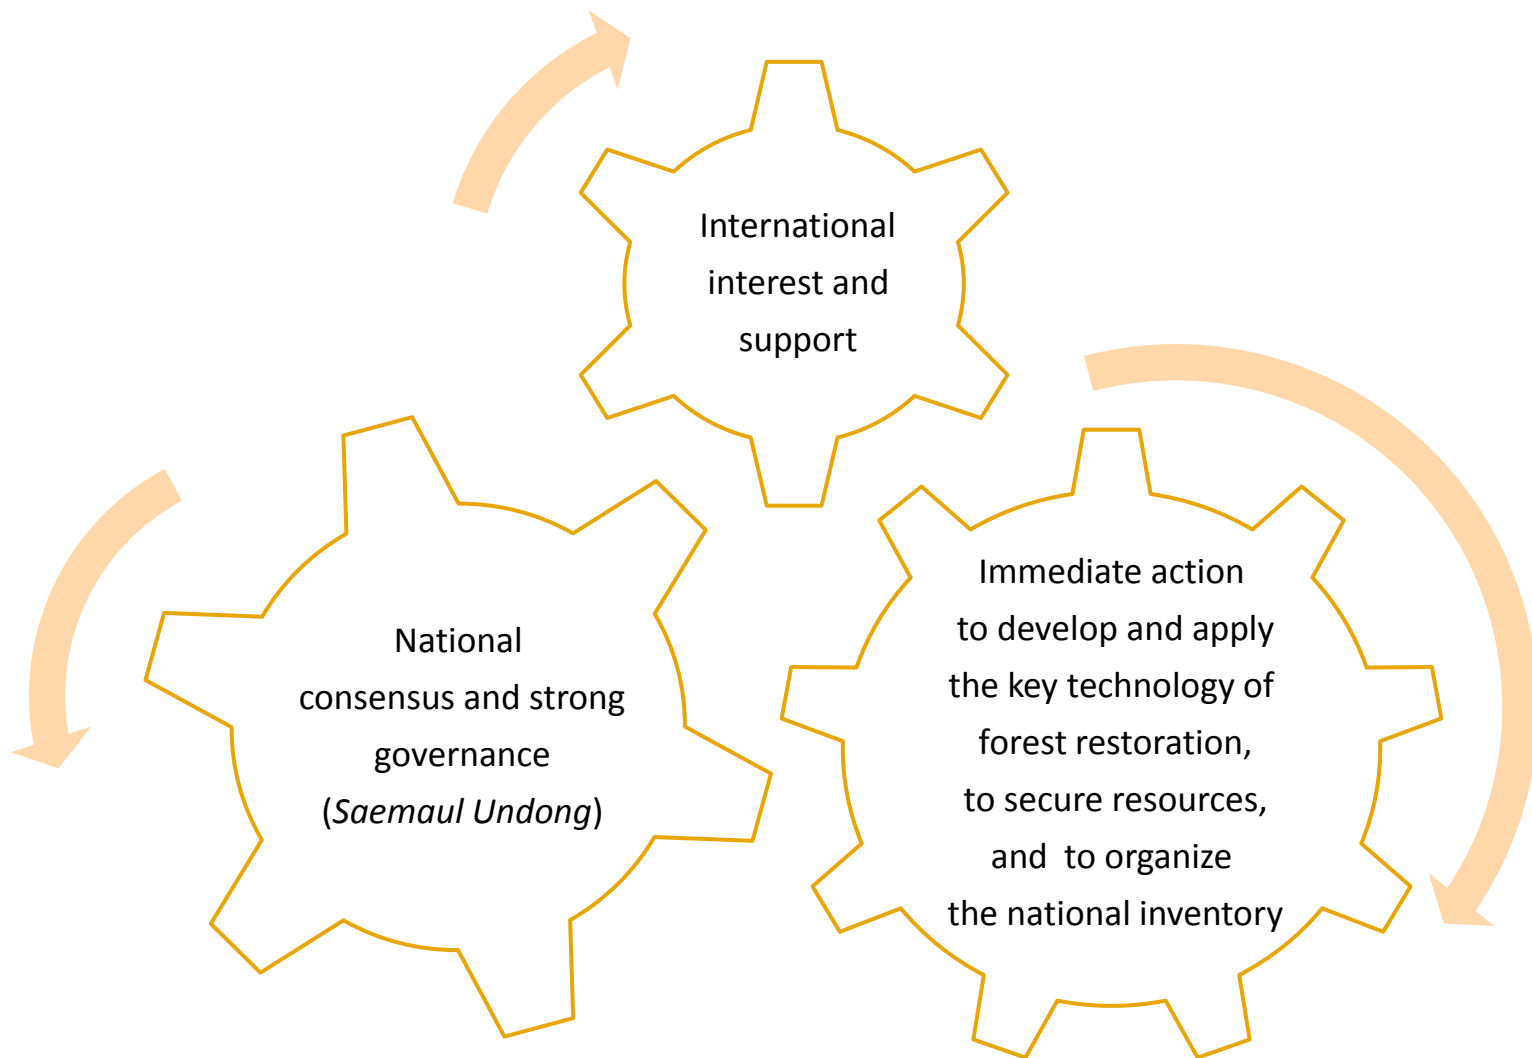 International
interest and
support
National
consensus and strong
governance
(Saemaul Undong)
Immediate action
to develop and apply
the key technology of
forest restoration,
to secure resources,
and  to organize
the national inventory